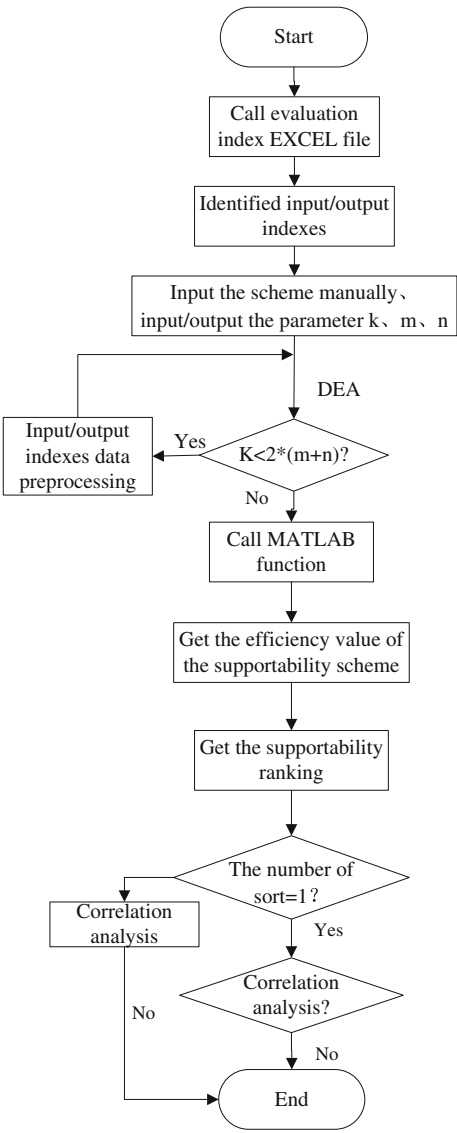 Start
Call evaluation
index EXCEL file
Identified input/output
indexes
Input the scheme manually、
input/output the parameter k、m、n
DEA
Input/output
indexes data
preprocessing
Yes
K<2*(m+n)?
No
Call MATLAB
function
Get the efficiency value of
the supportability scheme
Get the supportability
ranking
The number of
sort=1?
Correlation
analysis
Yes
Correlation
analysis?
No
No
End